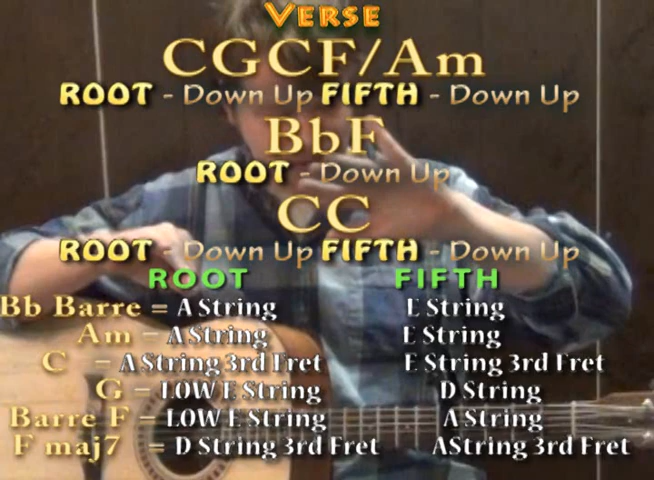 VERSE
CGCF/Am
ROOT - Down Up FIFTH - Down Up
BbF
ROOT - Down Up
CC
ROOT - Down Up FIFTH - Down Up
ROOT FIFTH
Bb Barre = A String E String
Am = A String E String
C = A String 3rd Fret E String 3rd Fret
G = LOW E String D String
Barre F = LOW E String A String
F maj7 = D String 3rd Fret AString 3rd Fret